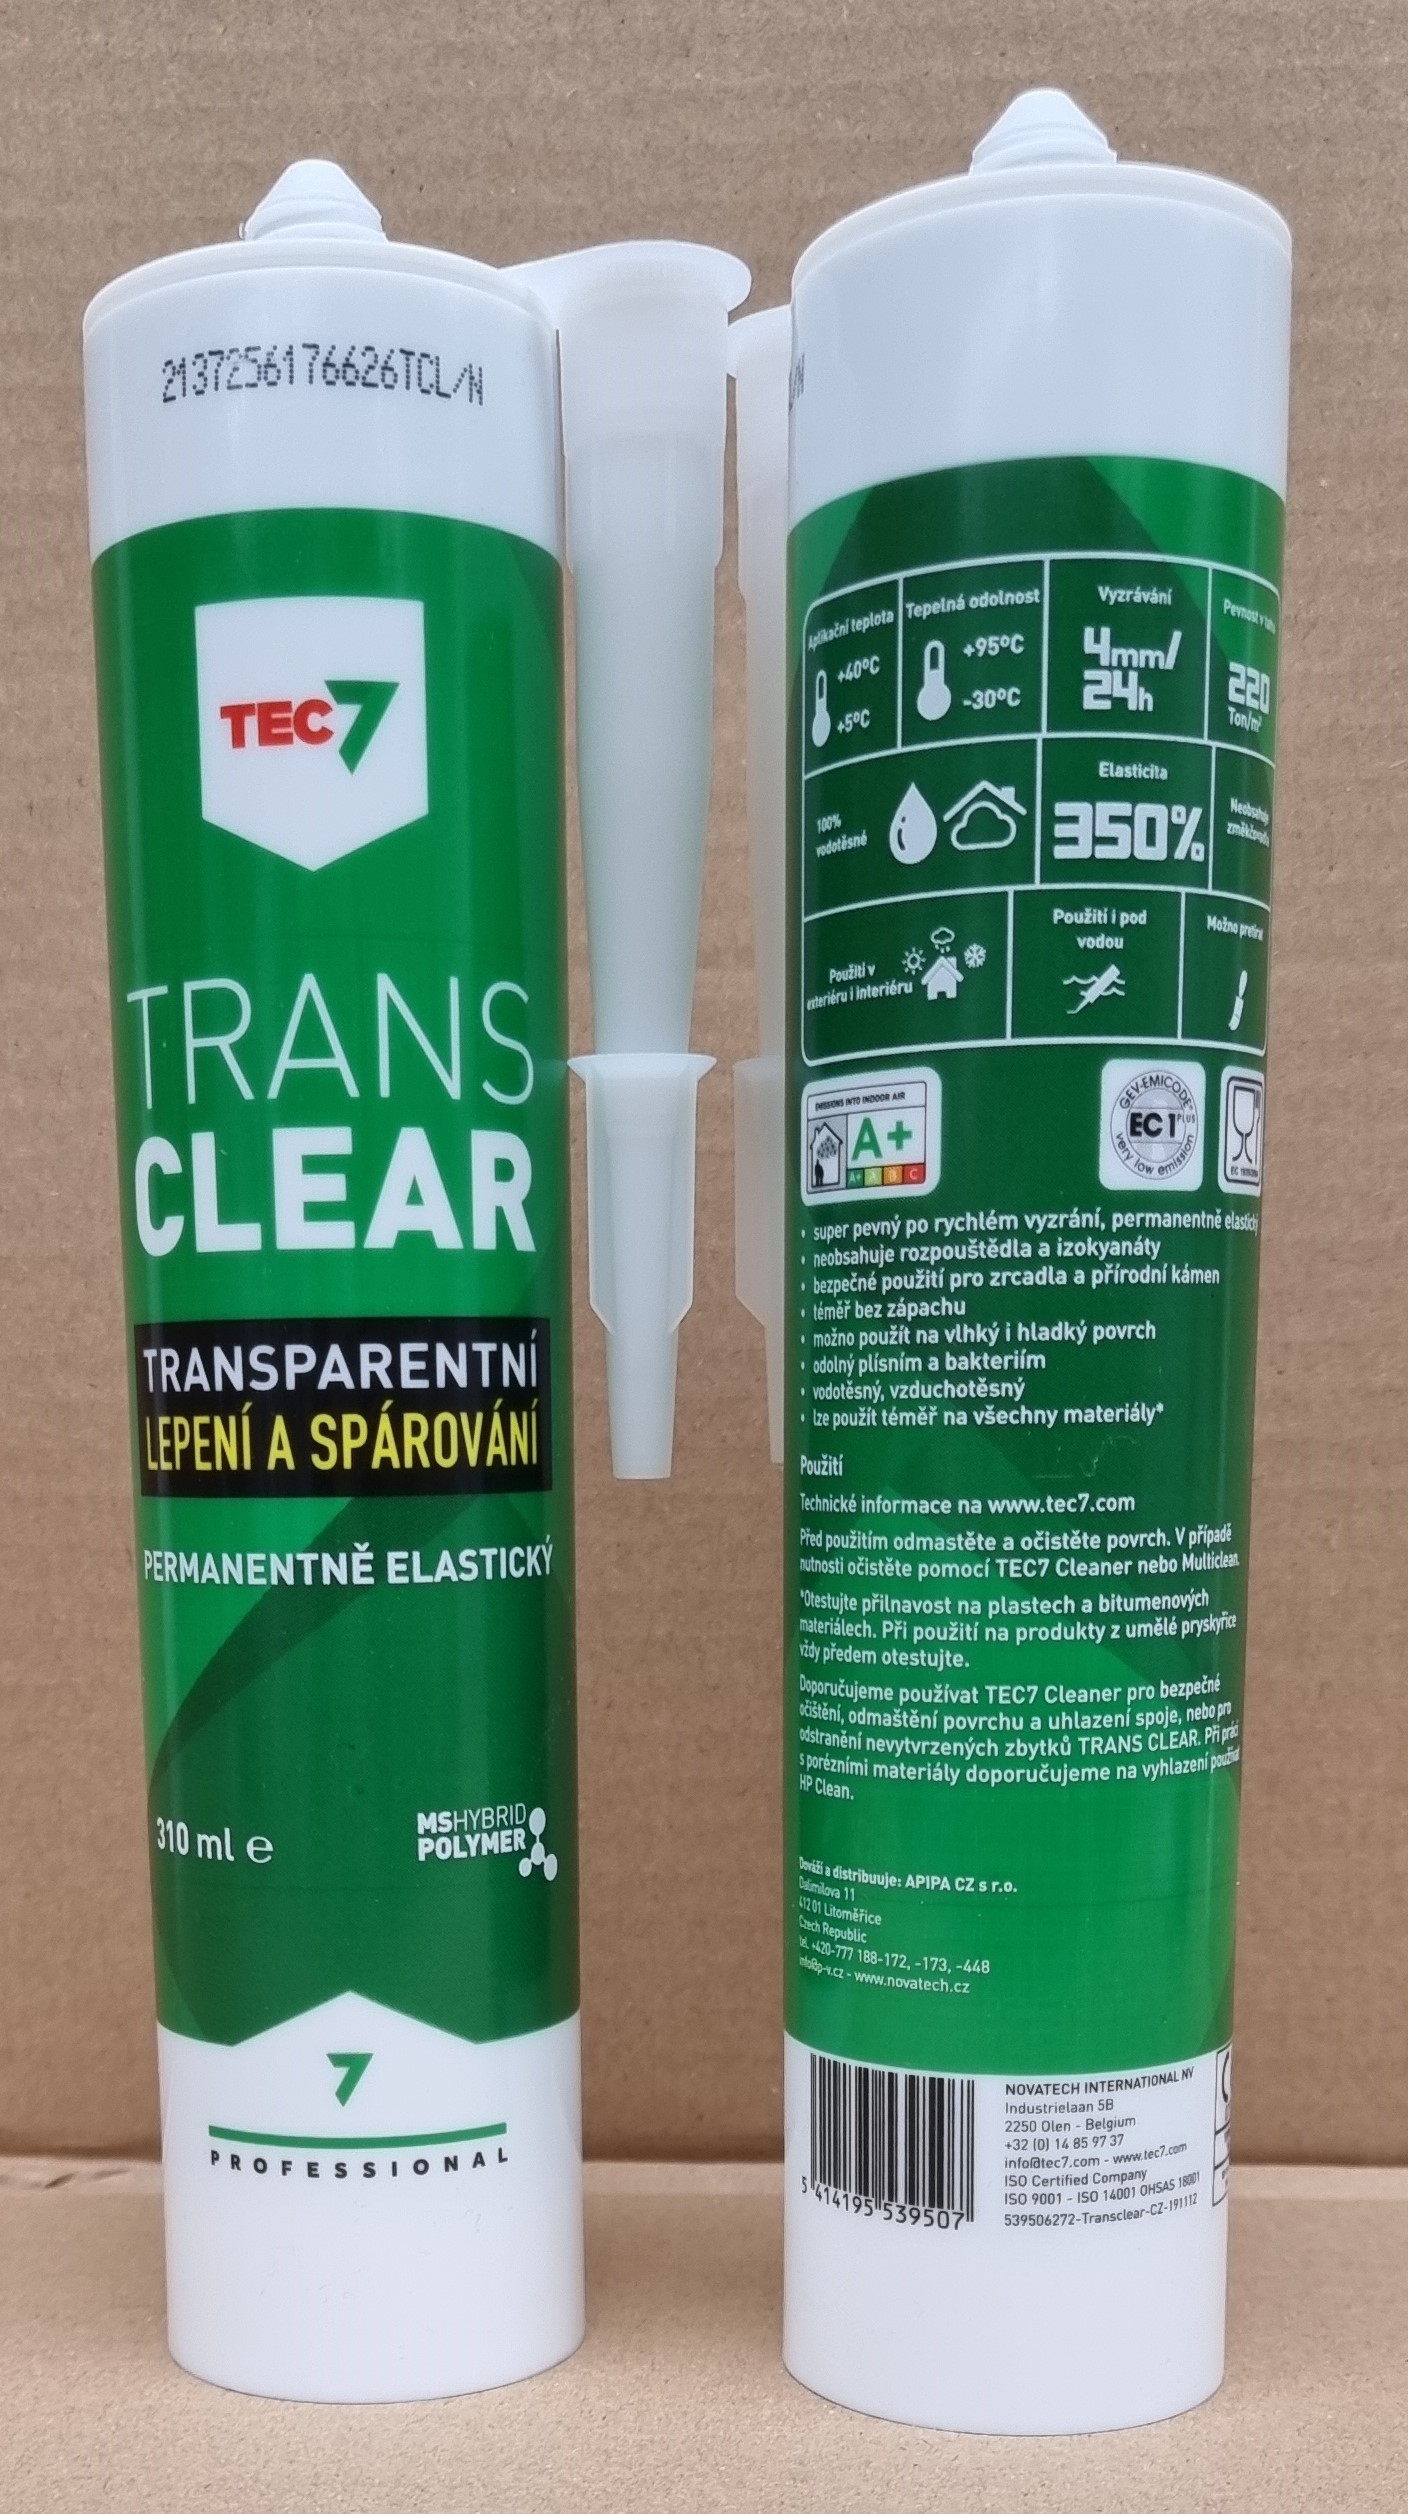 2137256176626TCL/N
TEC7
TRANS
CLEAR
TRANSPARENTNÍ
LEPENÍ A SPÁROVÁNÍ
PERMANENTNĚ ELASTICKÝ
310 ml ℮
MSHYBRID
POLYMER
7
PROFESSIONAL
Aplikační teplota
+40°C
+5°C
Tepelná odolnost
+95°C
-30°C
Vyzrávání
4mm/
24h
Pevnost v
220
Ton/m²
100%
vodotěsné
Elasticita
350%
Použití v
exteriéru i interiéru
Použití i pod
vodou
Možno
EMISSIONS INTO INDOOR AIR
A+
A+ A B C
GEV-EMICODE
EC 1 PLUS
very low emission
super pevný po rychlém vyzrání, permanentně elastický
neobsahuje rozpouštědla a izokyanáty
bezpečné použití pro zrcadla a přírodní kámen
téměř bez zápachu
možno použít na vlhký i hladký povrch
odolný plísním a bakteriím
vodotěsný, vzduchotěsný
lze použít téměř na všechny materiály*
Použití
Technické informace na www.tec7.com
Před použitím odmastěte a očistěte povrch. V případě
nutnosti očistěte pomocí TEC7 Cleaner nebo Multiclean.
*Otestujte přilnavost na plastech a bitumenových
materiálech. Při použití na produkty z umělé pryskyřice
vždy předem otestujte.
Doporučujeme používat TEC7 Cleaner pro bezpečné
očištění, odmaštění povrchu a uhlazení spoje, nebo pro
odstranění nevytvrzených zbytků TRANS CLEAR. Při práci
s porézními materiály doporučujeme na vyhlazení používat
HP Clean.
Dováží a distribuuje: APIPA CZ s r.o.
Dalimilova 11
412 01 Litoměřice
Czech Republic
tel. +420-777 188-172, -173, -448
info@p-v.cz - www.novatech.cz
5 414195 539507
NOVATECH INTERNATIONAL NV
Industrielaan 5B
2250 Olen - Belgium
+32 (0) 14 85 97 37
info@tec7.com - www.tec7.com
ISO Certified Company
ISO 9001 - ISO 14001 OHSAS 18001
539506272-Transclear-CZ-191112